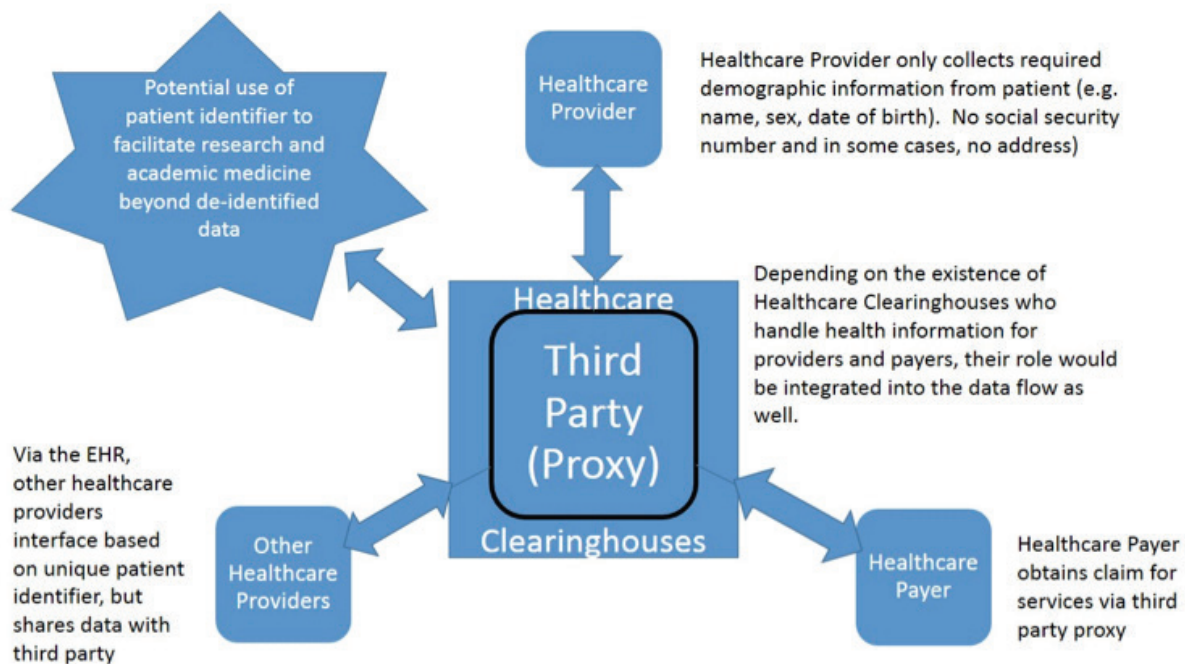 Potential use of
patient identifier to
facilitate research and
academic medicine
beyond de-identified
data
Healthcare
Provider
Healthcare Provider only collects required
demographic information from patient (e.g.
name, sex, date of birth).  No social security
number and in some cases, no address)
Healthcare
Third
Party
(Proxy)
Clearinghouses
Depending on the existence of
Healthcare Clearinghouses who
handle health information for
providers and payers, their role would
be integrated into the data flow as
well.
Via the EHR,
other healthcare
providers
interface based
on unique patient
identifier, but
shares data with
third party
Other
Healthcare
Providers
Healthcare
Payer
Healthcare Payer
obtains claim for
services via third
party proxy